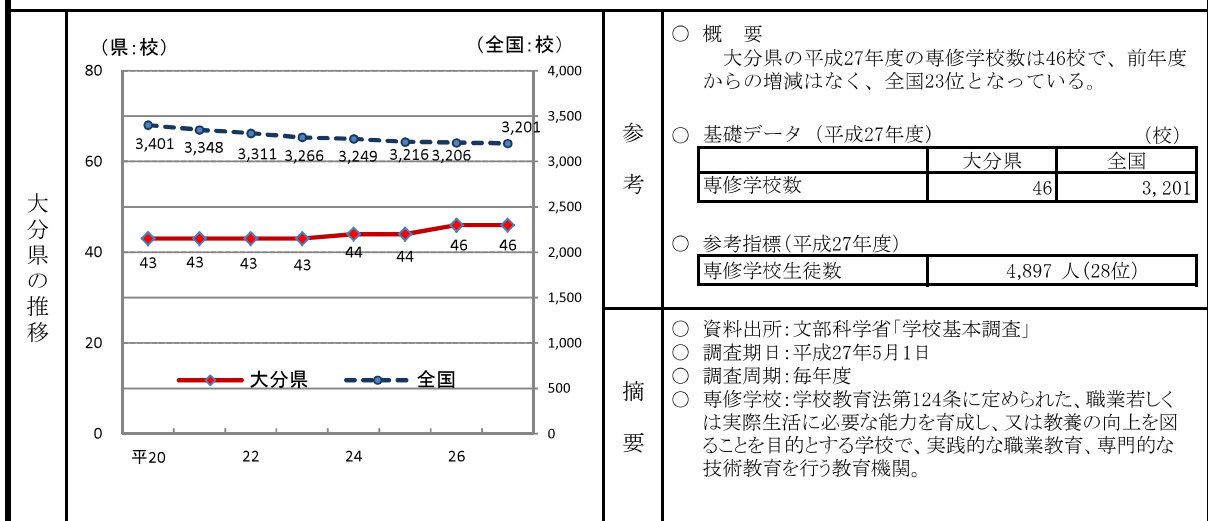 大分県の推移
(県:校)
(全国:校)
80
60
40
20
0
4,000
3,500
3,000
2,500
2,000
1,500
1,000
500
0
3,401 3,348 3,311 3,266 3,249 3,216 3,206 3,201
43 43 43 43 44 44 46 46
大分県 全国
平20 22 24 26
参考
○ 概 要
大分県の平成27年度の専修学校数は46校で、前年度
からの増減はなく、全国23位となっている。
○ 基礎データ (平成27年度) (校)
大分県 全国
専修学校数 46 3,201
○ 参考指標(平成27年度)
専修学校生徒数 4,897 人(28位)
摘要
○ 資料出所:文部科学省「学校基本調査」
○ 調査期日:平成27年5月1日
○ 調査周期:毎年度
○ 専修学校:学校教育法第124条に定められた、職業若しく
は実際生活に必要な能力を育成し、又は教養の向上を図
ることを目的とする学校で、実践的な職業教育、専門的な
技術教育を行う教育機関。